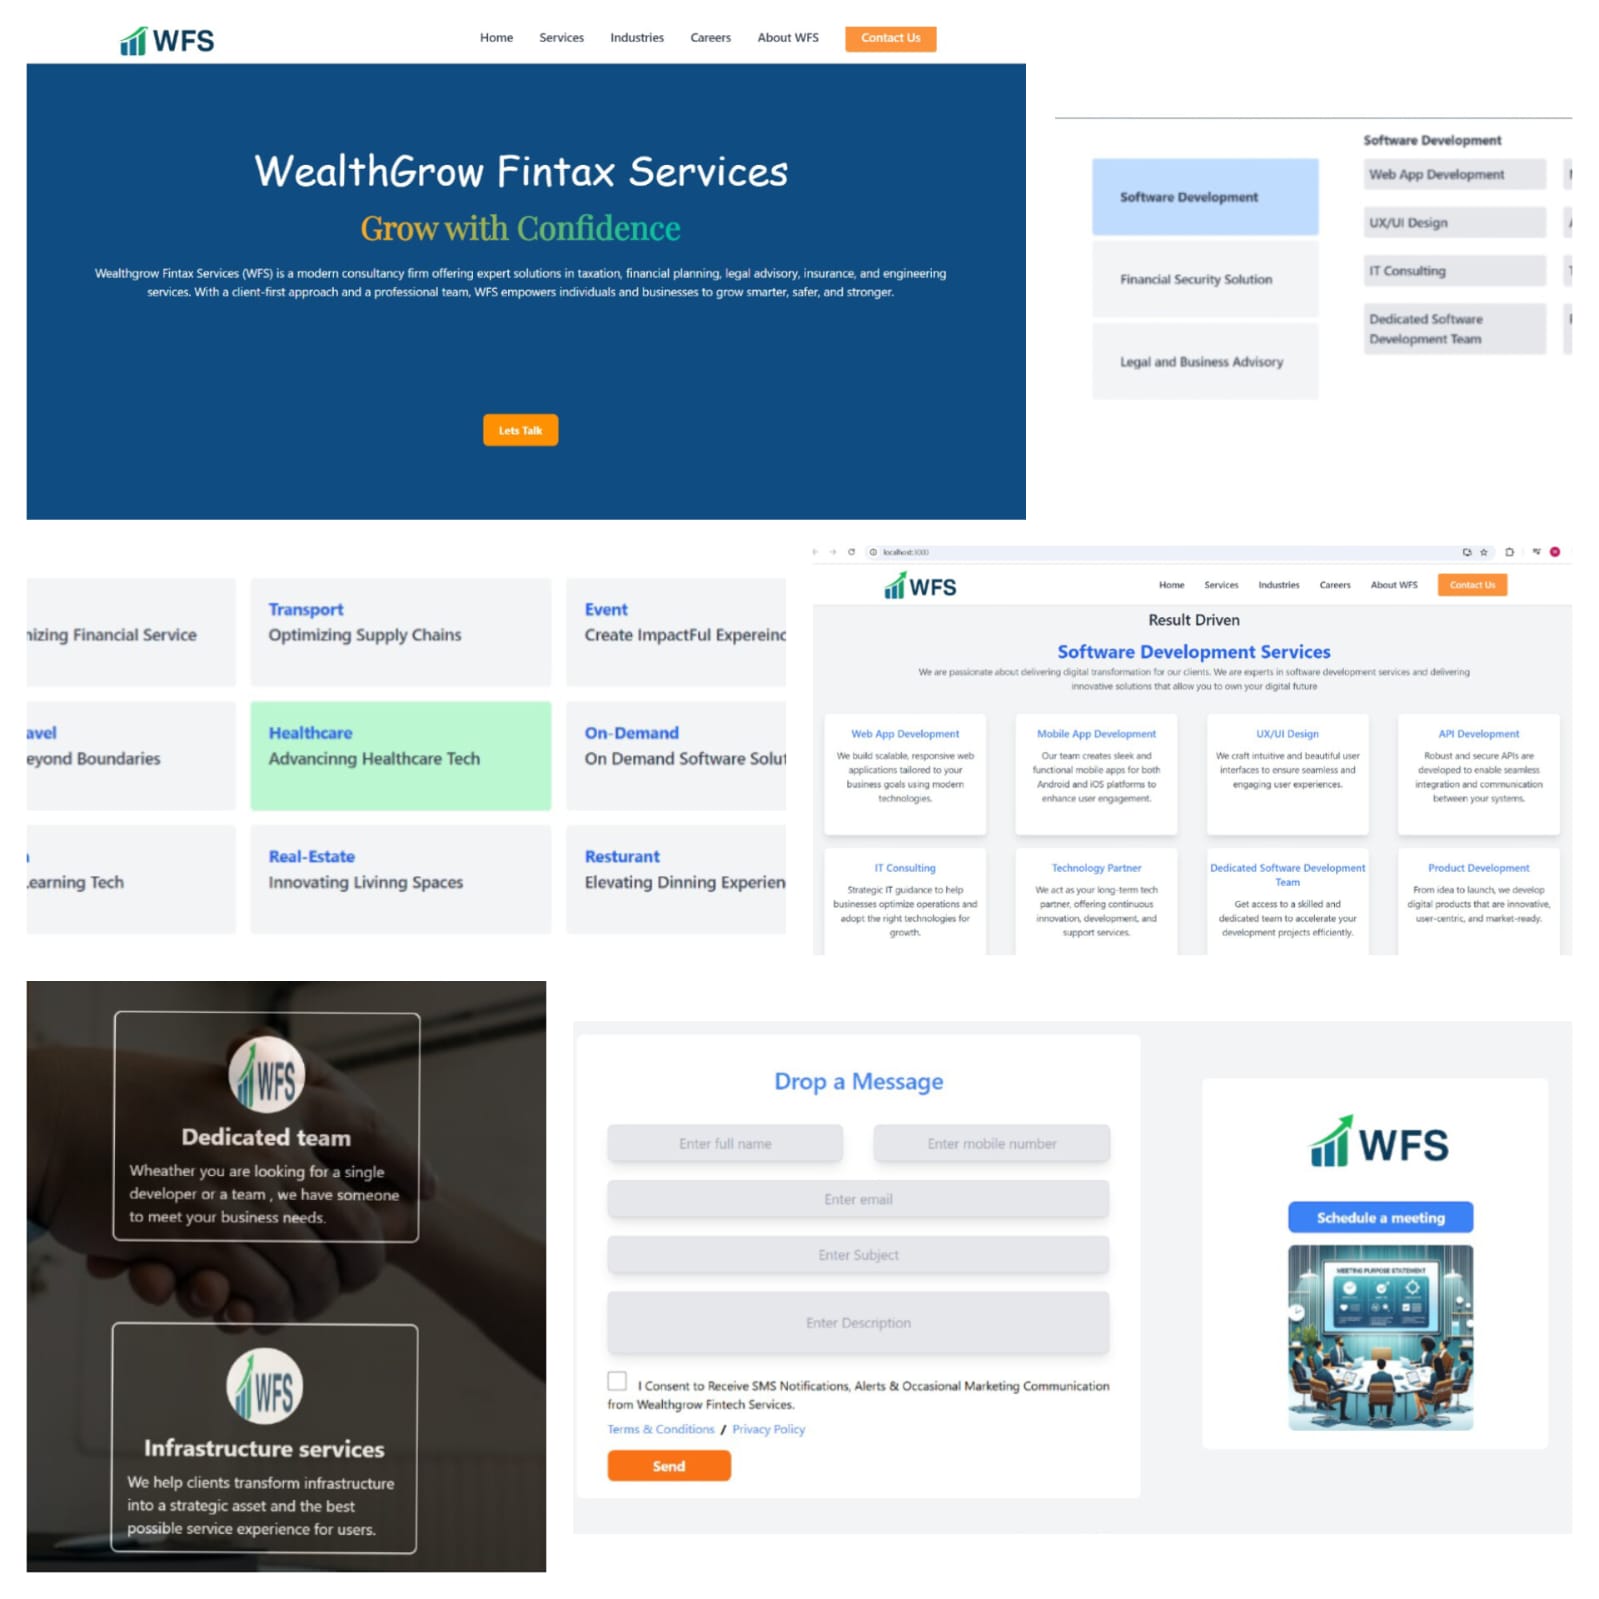 WFS
Home Services Industries Careers About WFS Contact Us
WealthGrow Fintax Services
Grow with Confidence
Wealthgrow Fintax Services (WFS) is a modern consultancy firm offering expert solutions in taxation, financial planning, legal advisory, insurance, and engineering
services. With a client-first approach and a professional team, WFS empowers individuals and businesses to grow smarter, safer, and stronger.
Lets Talk
Software Development
Financial Security Solution
Legal and Business Advisory
Software Development
Web App Development
UX/UI Design
IT Consulting
Dedicated Software
Development Team
nizing Financial Service
Transport
Optimizing Supply Chains
Event
Create ImpactFul Expereinc
avel
eyond Boundaries
Healthcare
Advancinng Healthcare Tech
On-Demand
On Demand Software Solut
earning Tech
Real-Estate
Innovating Livinng Spaces
Resturant
Elevating Dinning Experien
localhost:3000
WFS
Home Services Industries Careers About WFS Contact Us
Result Driven
Software Development Services
We are passionate about delivering digital transformation for our clients. We are experts in software development services and delivering
innovative solutions that allow you to own your digital future
Web App Development
We build scalable, responsive web
applications tailored to your
business goals using modern
technologies.
Mobile App Development
Our team creates sleek and
functional mobile apps for both
Android and iOS platforms to
enhance user engagement.
UX/UI Design
We craft intuitive and beautiful user
interfaces to ensure seamless and
engaging user experiences.
API Development
Robust and secure APIs are
developed to enable seamless
integration and communication
between your systems.
IT Consulting
Strategic IT guidance to help
businesses optimize operations and
adopt the right technologies for
growth.
Technology Partner
We act as your long-term tech
partner, offering continuous
innovation, development, and
support services.
Dedicated Software Development
Team
Get access to a skilled and
dedicated team to accelerate your
development projects efficiently.
Product Development
From idea to launch, we develop
digital products that are innovative,
user-centric, and market-ready.
WFS
Dedicated team
Wheather you are looking for a single
developer or a team , we have someone
to meet your business needs.
WFS
Infrastructure services
We help clients transform infrastructure
into a strategic asset and the best
possible service experience for users.
Drop a Message
Enter full name
Enter mobile number
Enter email
Enter Subject
Enter Description
I Consent to Receive SMS Notifications, Alerts & Occasional Marketing Communication
from Wealthgrow Fintech Services.
Terms & Conditions / Privacy Policy
Send
WFS
Schedule a meeting
MEETING PURPOSE STATEMENT